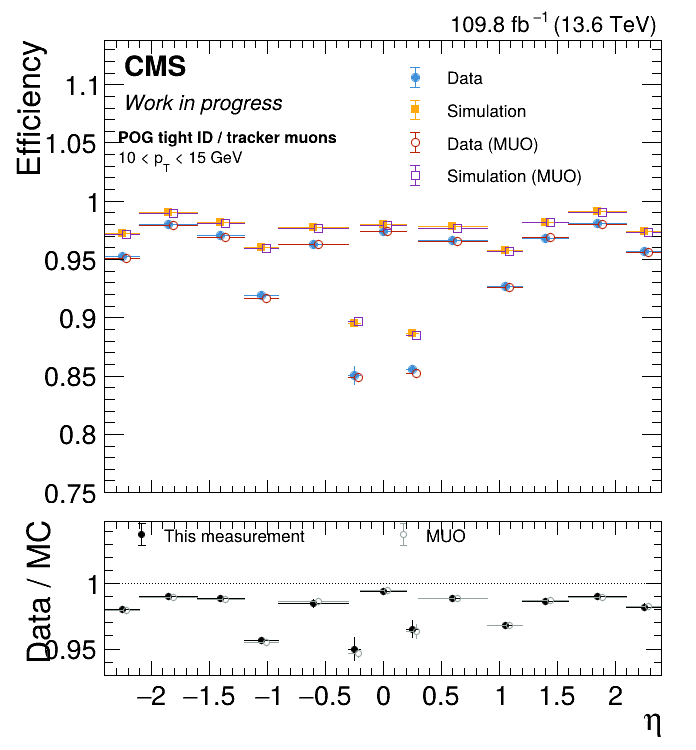 109.8 fb⁻¹ (13.6 TeV)
Efficiency
CMS
Work in progress
POG tight ID / tracker muons
10 < p_T < 15 GeV
Data
Simulation
Data (MUO)
Simulation (MUO)
1.1
1.05
1
0.95
0.9
0.85
0.8
0.75
Data / MC
This measurement
MUO
1
0.95
−2 −1.5 −1 −0.5 0 0.5 1 1.5 2
η